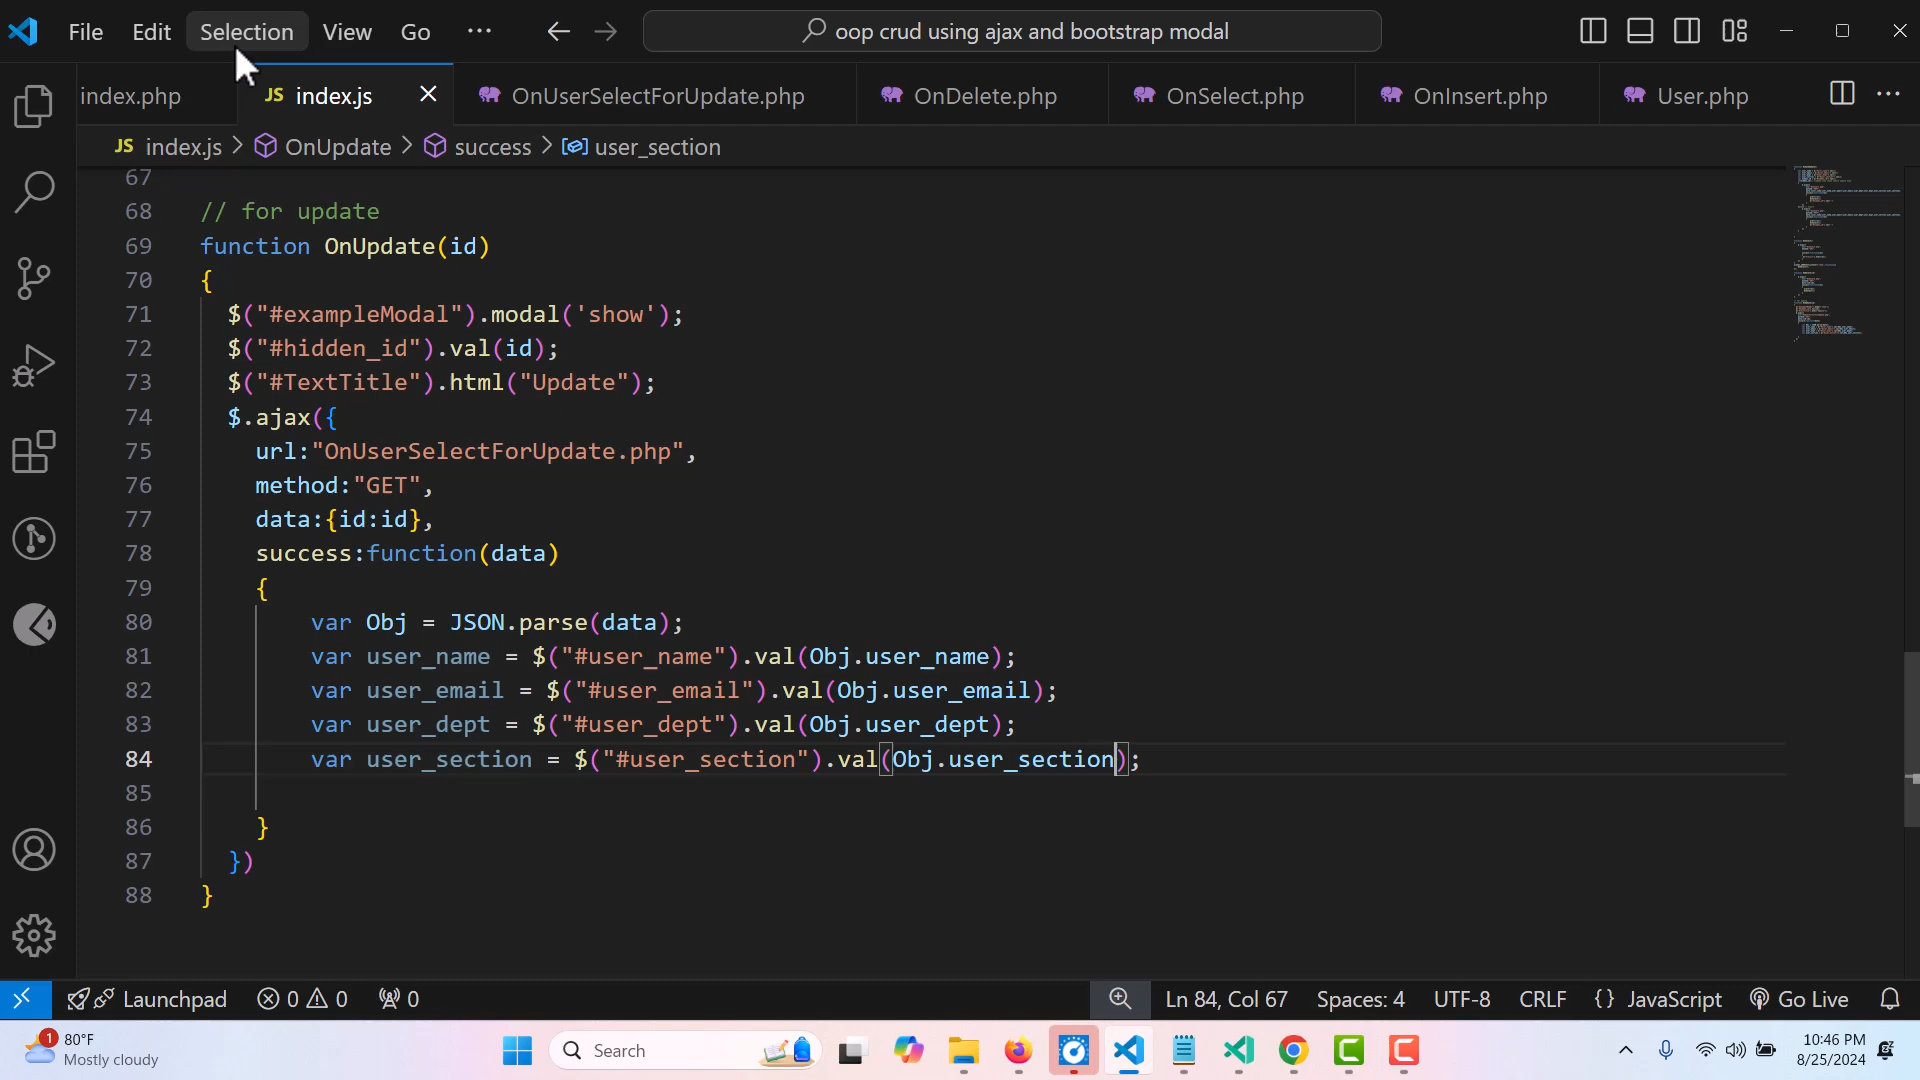 File Edit Selection View Go ··· oop crud using ajax and bootstrap modal
index.php JS index.js OnUserSelectForUpdate.php OnDelete.php OnSelect.php OnInsert.php User.php ···
JS index.js > OnUpdate > success > user_section
67
68 // for update
69 function OnUpdate(id)
70 {
71 $("#exampleModal").modal('show');
72 $("#hidden_id").val(id);
73 $("#TextTitle").html("Update");
74 $.ajax({
75 url:"OnUserSelectForUpdate.php",
76 method:"GET",
77 data:{id:id},
78 success:function(data)
79 {
80 var Obj = JSON.parse(data);
81 var user_name = $("#user_name").val(Obj.user_name);
82 var user_email = $("#user_email").val(Obj.user_email);
83 var user_dept = $("#user_dept").val(Obj.user_dept);
84 var user_section = $("#user_section").val(Obj.user_section);
85
86 }
87 })
88 }
Launchpad 0 0 0 Ln 84, Col 67 Spaces: 4 UTF-8 CRLF {} JavaScript Go Live
1 80°F Search 10:46 PM
Mostly cloudy 8/25/2024